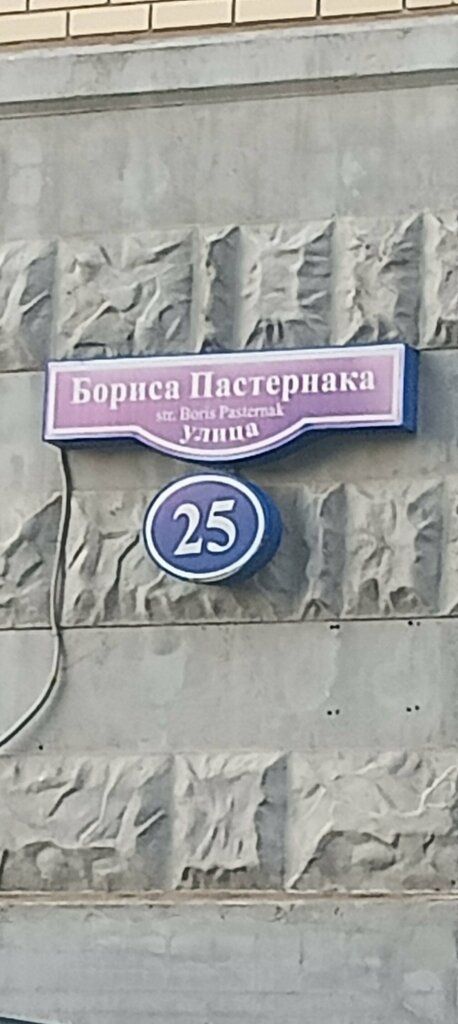 Бориса Пастернака
str. Boris Pasternak
улица
25